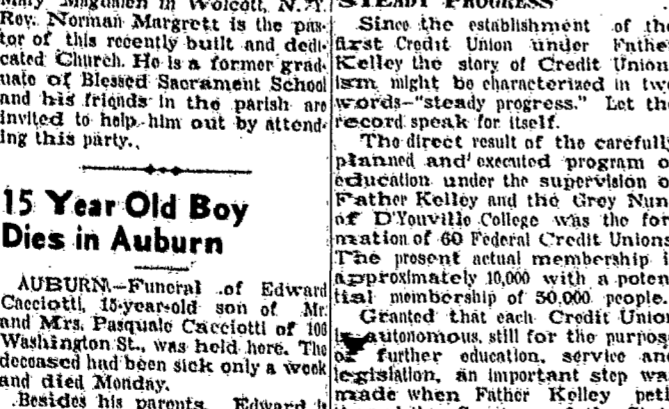 Mary Magdalen in Wolcott, N.Y.
Rev. Norman Margrett is the pas-
tor of this recently built and dedi-
cated Church. He is a former grad-
uate of Blessed Sacrament School
and his friends in the parish are
invited to help him out by attend-
ing this party.
15 Year Old Boy
Dies in Auburn
AUBURN—Funeral of Edward
Cacciotti, 15-year-old son of Mr.
and Mrs. Pasquale Cacciotti of 106
Washington St., was held here. The
deceased had been sick only a week
and died Monday.
Besides his parents, Edward is
STEADY PROGRESS
Since the establishment of the
first Credit Union under Fathe
Kelley the story of Credit Union
ism might be characterized in two
words—"steady progress." Let the
record speak for itself.
The direct result of the carefully
planned and executed program o
education under the supervision o
Father Kelley and the Grey Nun
of D'Youville College was the for
mation of 60 Federal Credit Unions
The present actual membership i
approximately 10,000 with a poten
tial membership of 50,000 people.
Granted that each Credit Union
is autonomous, still for the purpos
of further education, service and
legislation, an important step wa
made when Father Kelley peti